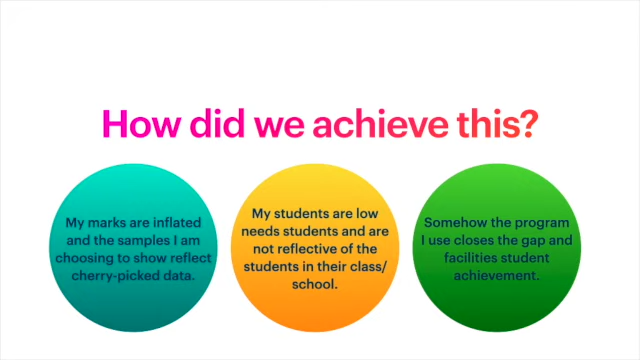 How did we achieve this?
My marks are inflated
and the samples I am
choosing to show reflect
cherry-picked data.
My students are low
needs students and are
not reflective of the
students in their class/
school.
Somehow the program
I use closes the gap and
facilities student
achievement.